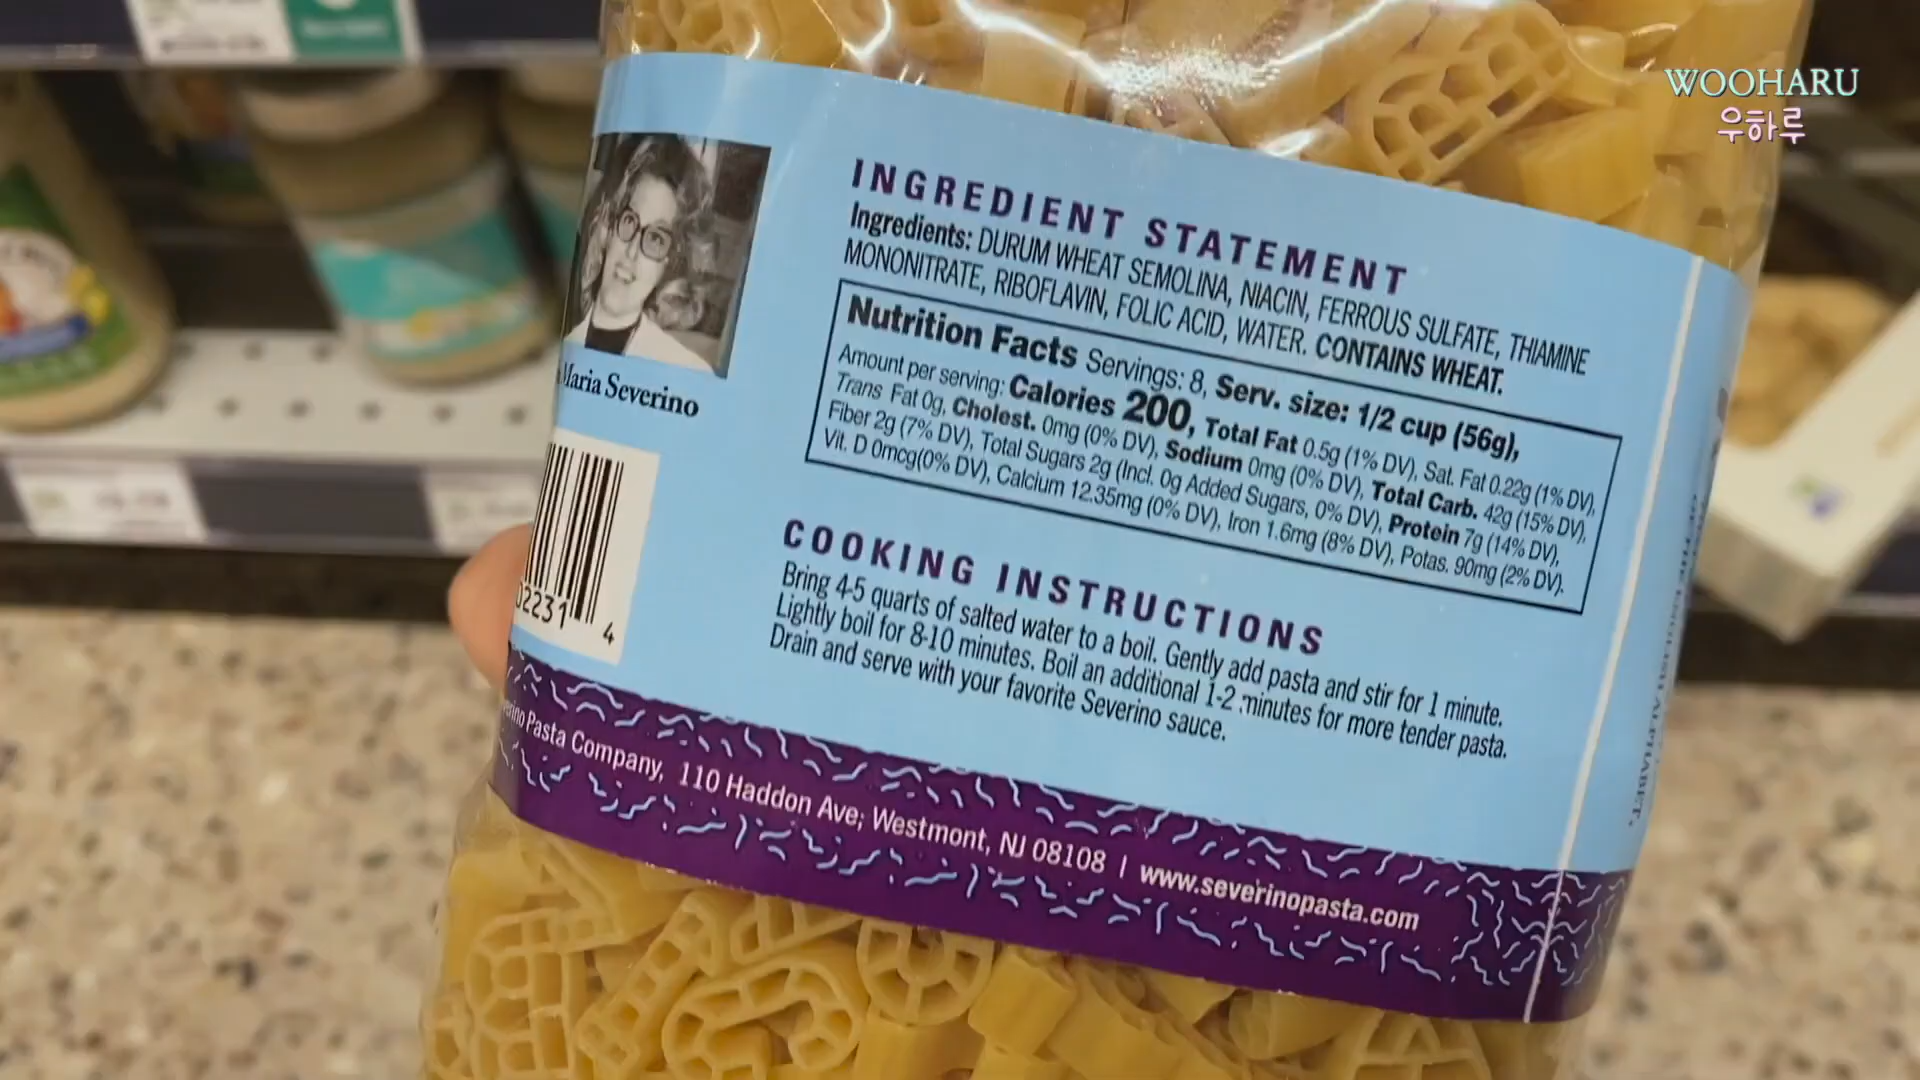 WOOHARU
우하루
INGREDIENT STATEMENT
Ingredients: DURUM WHEAT SEMOLINA, NIACIN, FERROUS SULFATE, THIAMINE
MONONITRATE, RIBOFLAVIN, FOLIC ACID, WATER. CONTAINS WHEAT.
Nutrition Facts Servings: 8, Serv. size: 1/2 cup (56g),
Amount per serving: Calories 200, Total Fat 0.5g (1% DV), Sat. Fat 0.22g (1% DV),
Trans Fat 0g, Cholest. 0mg (0% DV), Sodium 0mg (0% DV), Total Carb. 42g (15% DV),
Fiber 2g (7% DV), Total Sugars 2g (Incl. 0g Added Sugars, 0% DV), Protein 7g (14% DV),
Vit. D 0mcg(0% DV), Calcium 12.35mg (0% DV), Iron 1.6mg (8% DV), Potas. 90mg (2% DV).
Maria Severino
02231 4
COOKING INSTRUCTIONS
Bring 4-5 quarts of salted water to a boil. Gently add pasta and stir for 1 minute.
Lightly boil for 8-10 minutes. Boil an additional 1-2 minutes for more tender pasta.
Drain and serve with your favorite Severino sauce.
Pasta Company, 110 Haddon Ave; Westmont, NJ 08108 | www.severinopasta.com
ALPHABET.